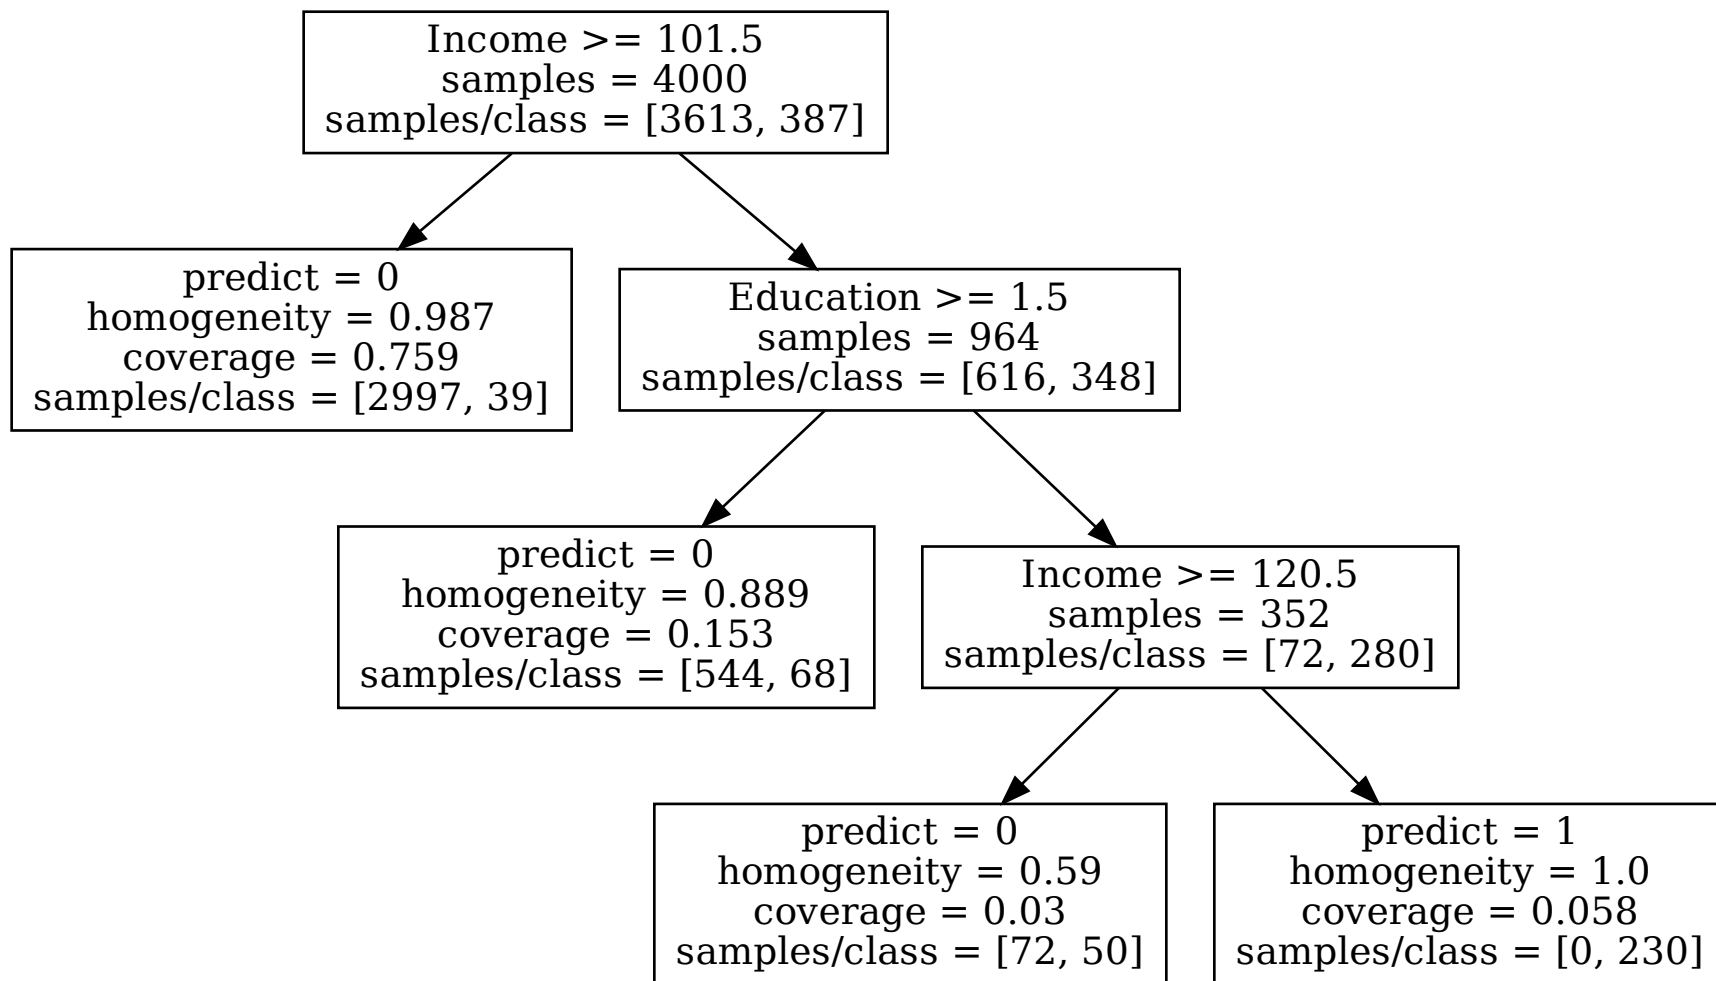 Income >= 101.5
samples = 4000
samples/class = [3613, 387]
predict = 0
homogeneity = 0.987
coverage = 0.759
samples/class = [2997, 39]
Education >= 1.5
samples = 964
samples/class = [616, 348]
predict = 0
homogeneity = 0.889
coverage = 0.153
samples/class = [544, 68]
Income >= 120.5
samples = 352
samples/class = [72, 280]
predict = 0
homogeneity = 0.59
coverage = 0.03
samples/class = [72, 50]
predict = 1
homogeneity = 1.0
coverage = 0.058
samples/class = [0, 230]